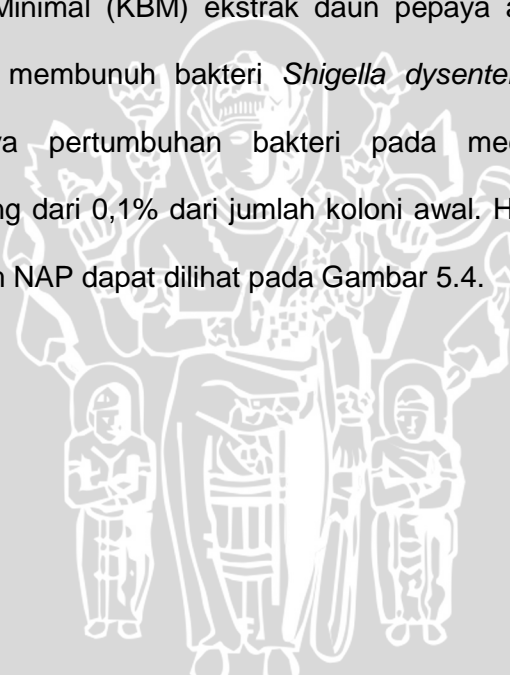 Minimal (KBM) ekstrak daun pepaya a
membunuh bakteri Shigella dysente
pertumbuhan bakteri pada me
ng dari 0,1% dari jumlah koloni awal. H
n NAP dapat dilihat pada Gambar 5.4.